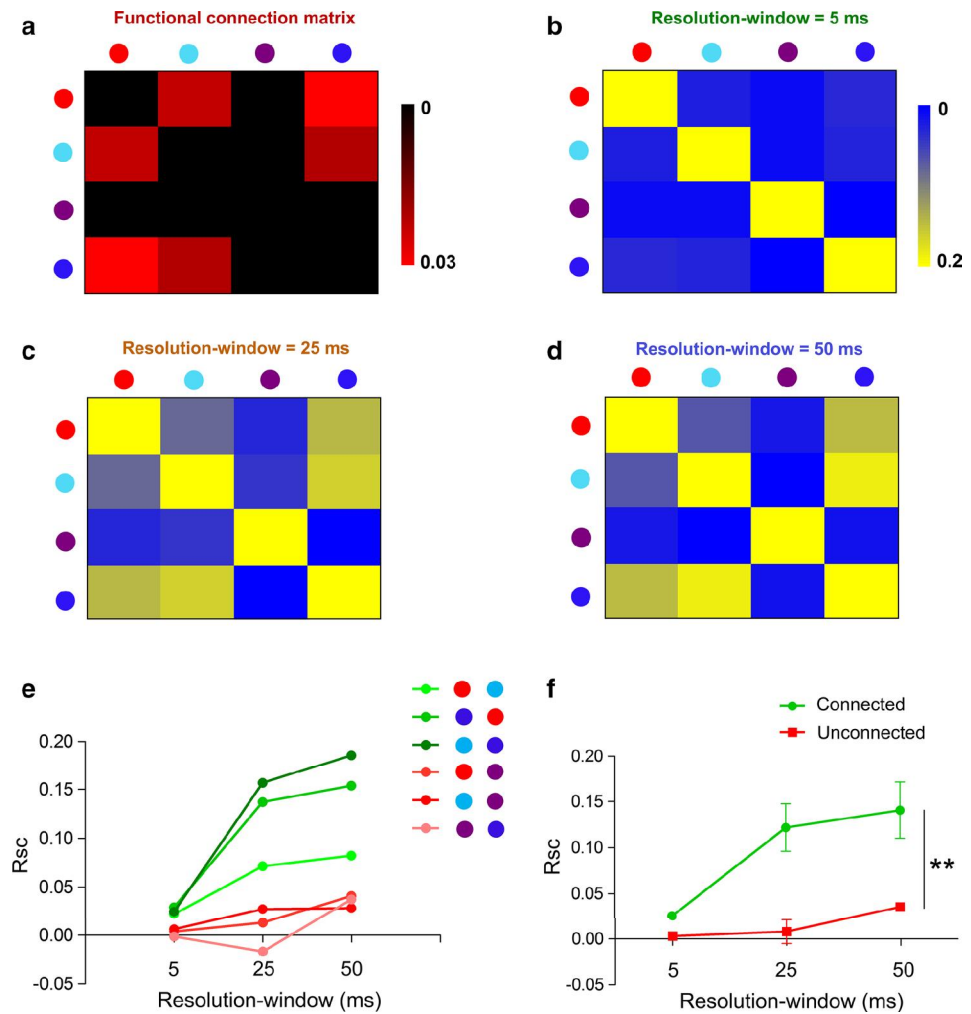 a
Functional connection matrix
0
0.03
b
Resolution-window = 5 ms
0
0.2
c
Resolution-window = 25 ms
d
Resolution-window = 50 ms
e
0.20
0.15
0.10
0.05
0.00
-0.05
Rsc
5 25 50
Resolution-window (ms)
f
Connected
Unconnected
0.20
0.15
0.10
0.05
0.00
-0.05
Rsc
**
5 25 50
Resolution-window (ms)